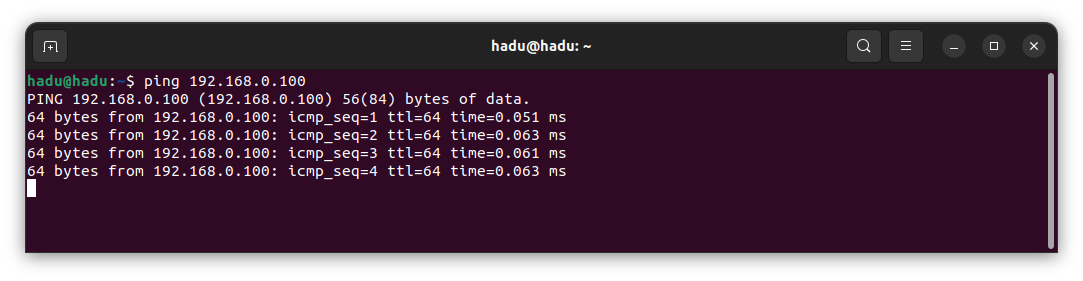 hadu@hadu: ~
hadu@hadu:~$ ping 192.168.0.100
PING 192.168.0.100 (192.168.0.100) 56(84) bytes of data.
64 bytes from 192.168.0.100: icmp_seq=1 ttl=64 time=0.051 ms
64 bytes from 192.168.0.100: icmp_seq=2 ttl=64 time=0.063 ms
64 bytes from 192.168.0.100: icmp_seq=3 ttl=64 time=0.061 ms
64 bytes from 192.168.0.100: icmp_seq=4 ttl=64 time=0.063 ms